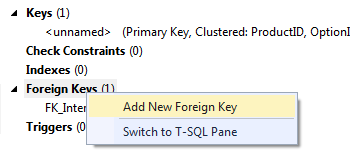 Keys (1)
<unnamed> (Primary Key, Clustered: ProductID, OptionI
Check Constraints (0)
Indexes (0)
Foreign Keys (1)
FK_Inter
Add New Foreign Key
Triggers (0
Switch to T-SQL Pane